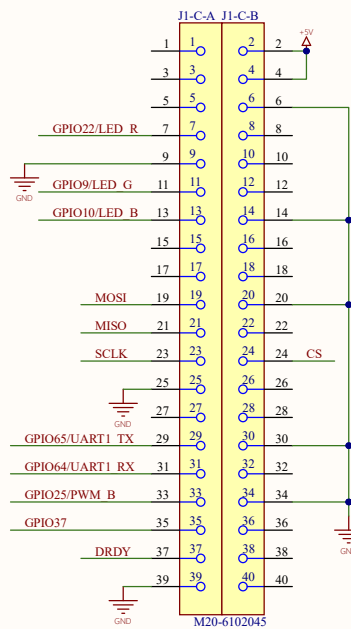 J1-C-A J1-C-B
+5V
1 1 2 2
3 3 4 4
5 5 6 6
GPIO22/LED_R 7 7 8 8
9 9 10 10
GND
GPIO9/LED_G 11 11 12 12
GPIO10/LED_B 13 13 14 14
15 15 16 16
17 17 18 18
MOSI 19 19 20 20
MISO 21 21 22 22
SCLK 23 23 24 24 CS
25 25 26 26
GND
27 27 28 28
GPIO65/UART1_TX 29 29 30 30
GPIO64/UART1_RX 31 31 32 32
GPIO25/PWM_B 33 33 34 34
GPIO37 35 35 36 36
GND
DRDY 37 37 38 38
39 39 40 40
GND
M20-6102045